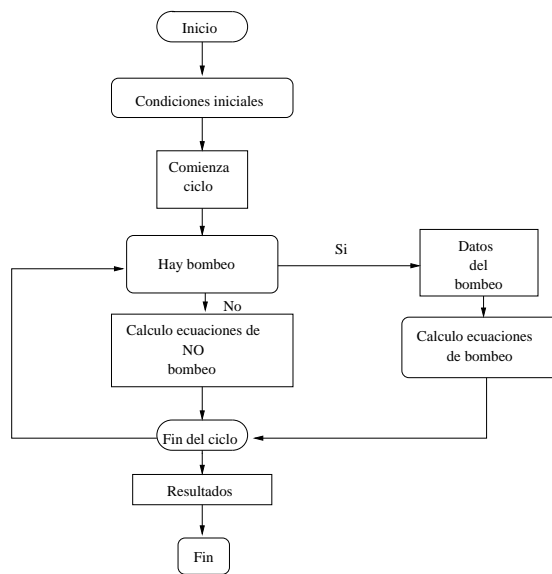 Inicio
Condiciones iniciales
Comienza
ciclo
Hay bombeo
Si
Datos
del
bombeo
No
Calculo ecuaciones de
NO
bombeo
Calculo ecuaciones
de bombeo
Fin del ciclo
Resultados
Fin